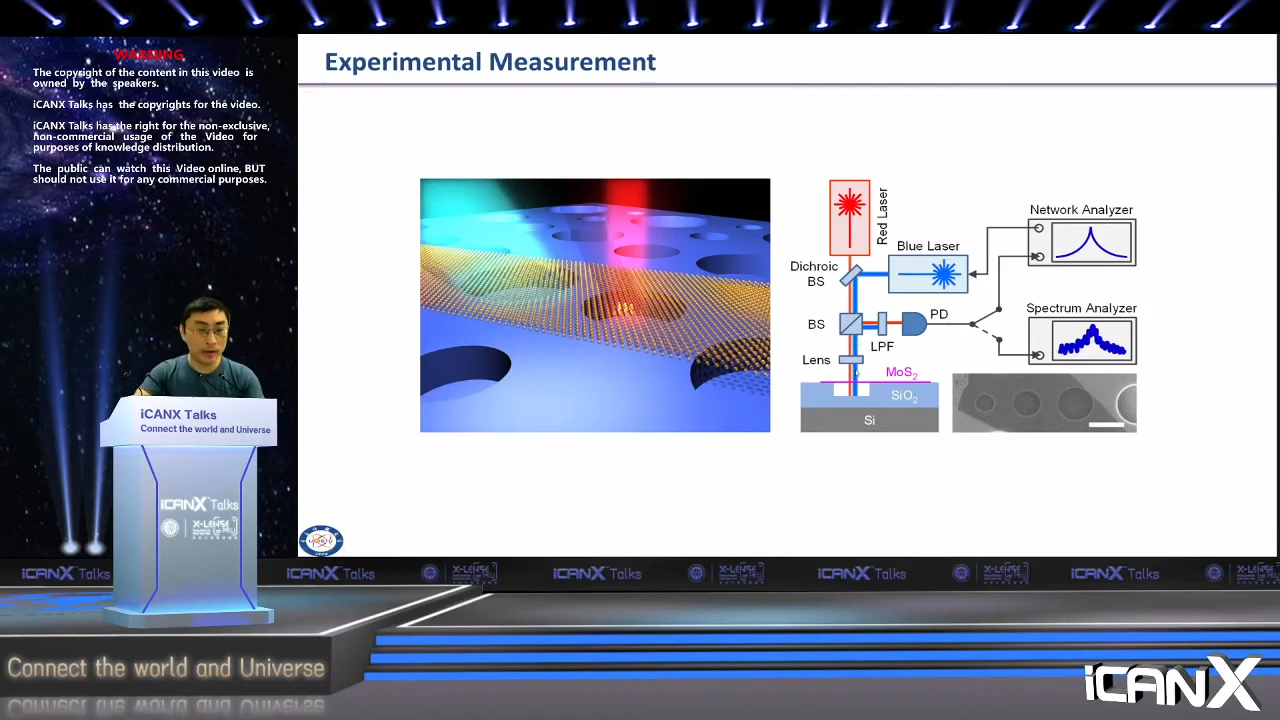 WARNING
The copyright of the content in this video is
owned by the speakers.
iCANX Talks has the copyrights for the video.
iCANX Talks has the right for the non-exclusive,
non-commercial usage of the Video for
purposes of knowledge distribution.
The public can watch this Video online, BUT
should not use it for any commercial purposes.
Experimental Measurement
Red Laser
Network Analyzer
Blue Laser
Dichroic
BS
BS
PD
Spectrum Analyzer
LPF
Lens
MoS2
SiO2
Si
iCANX Talks
Connect the world and Universe
iCANX Talks
X-LENSE
iCANX Talks
iCANX Talks
iCANX Talks
iCANX Talks
iCANX Talks
Connect the world and Universe
iCANX